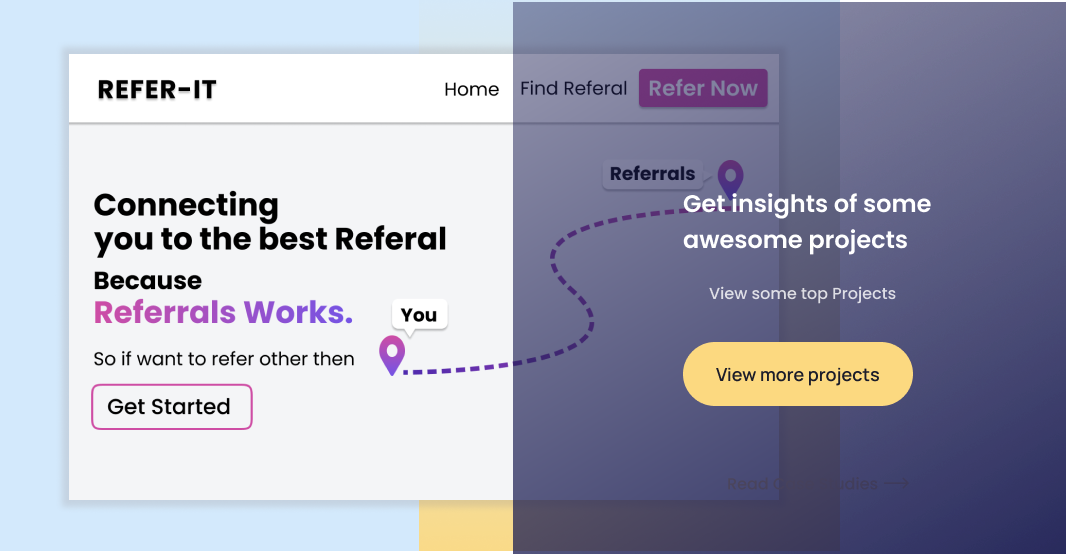 REFER-IT
Home Find Referal Refer Now
Referrals
Connecting
you to the best Referal
Because
Referrals Works.
You
So if want to refer other then
Get Started
Get insights of some
awesome projects
View some top Projects
View more projects
Read